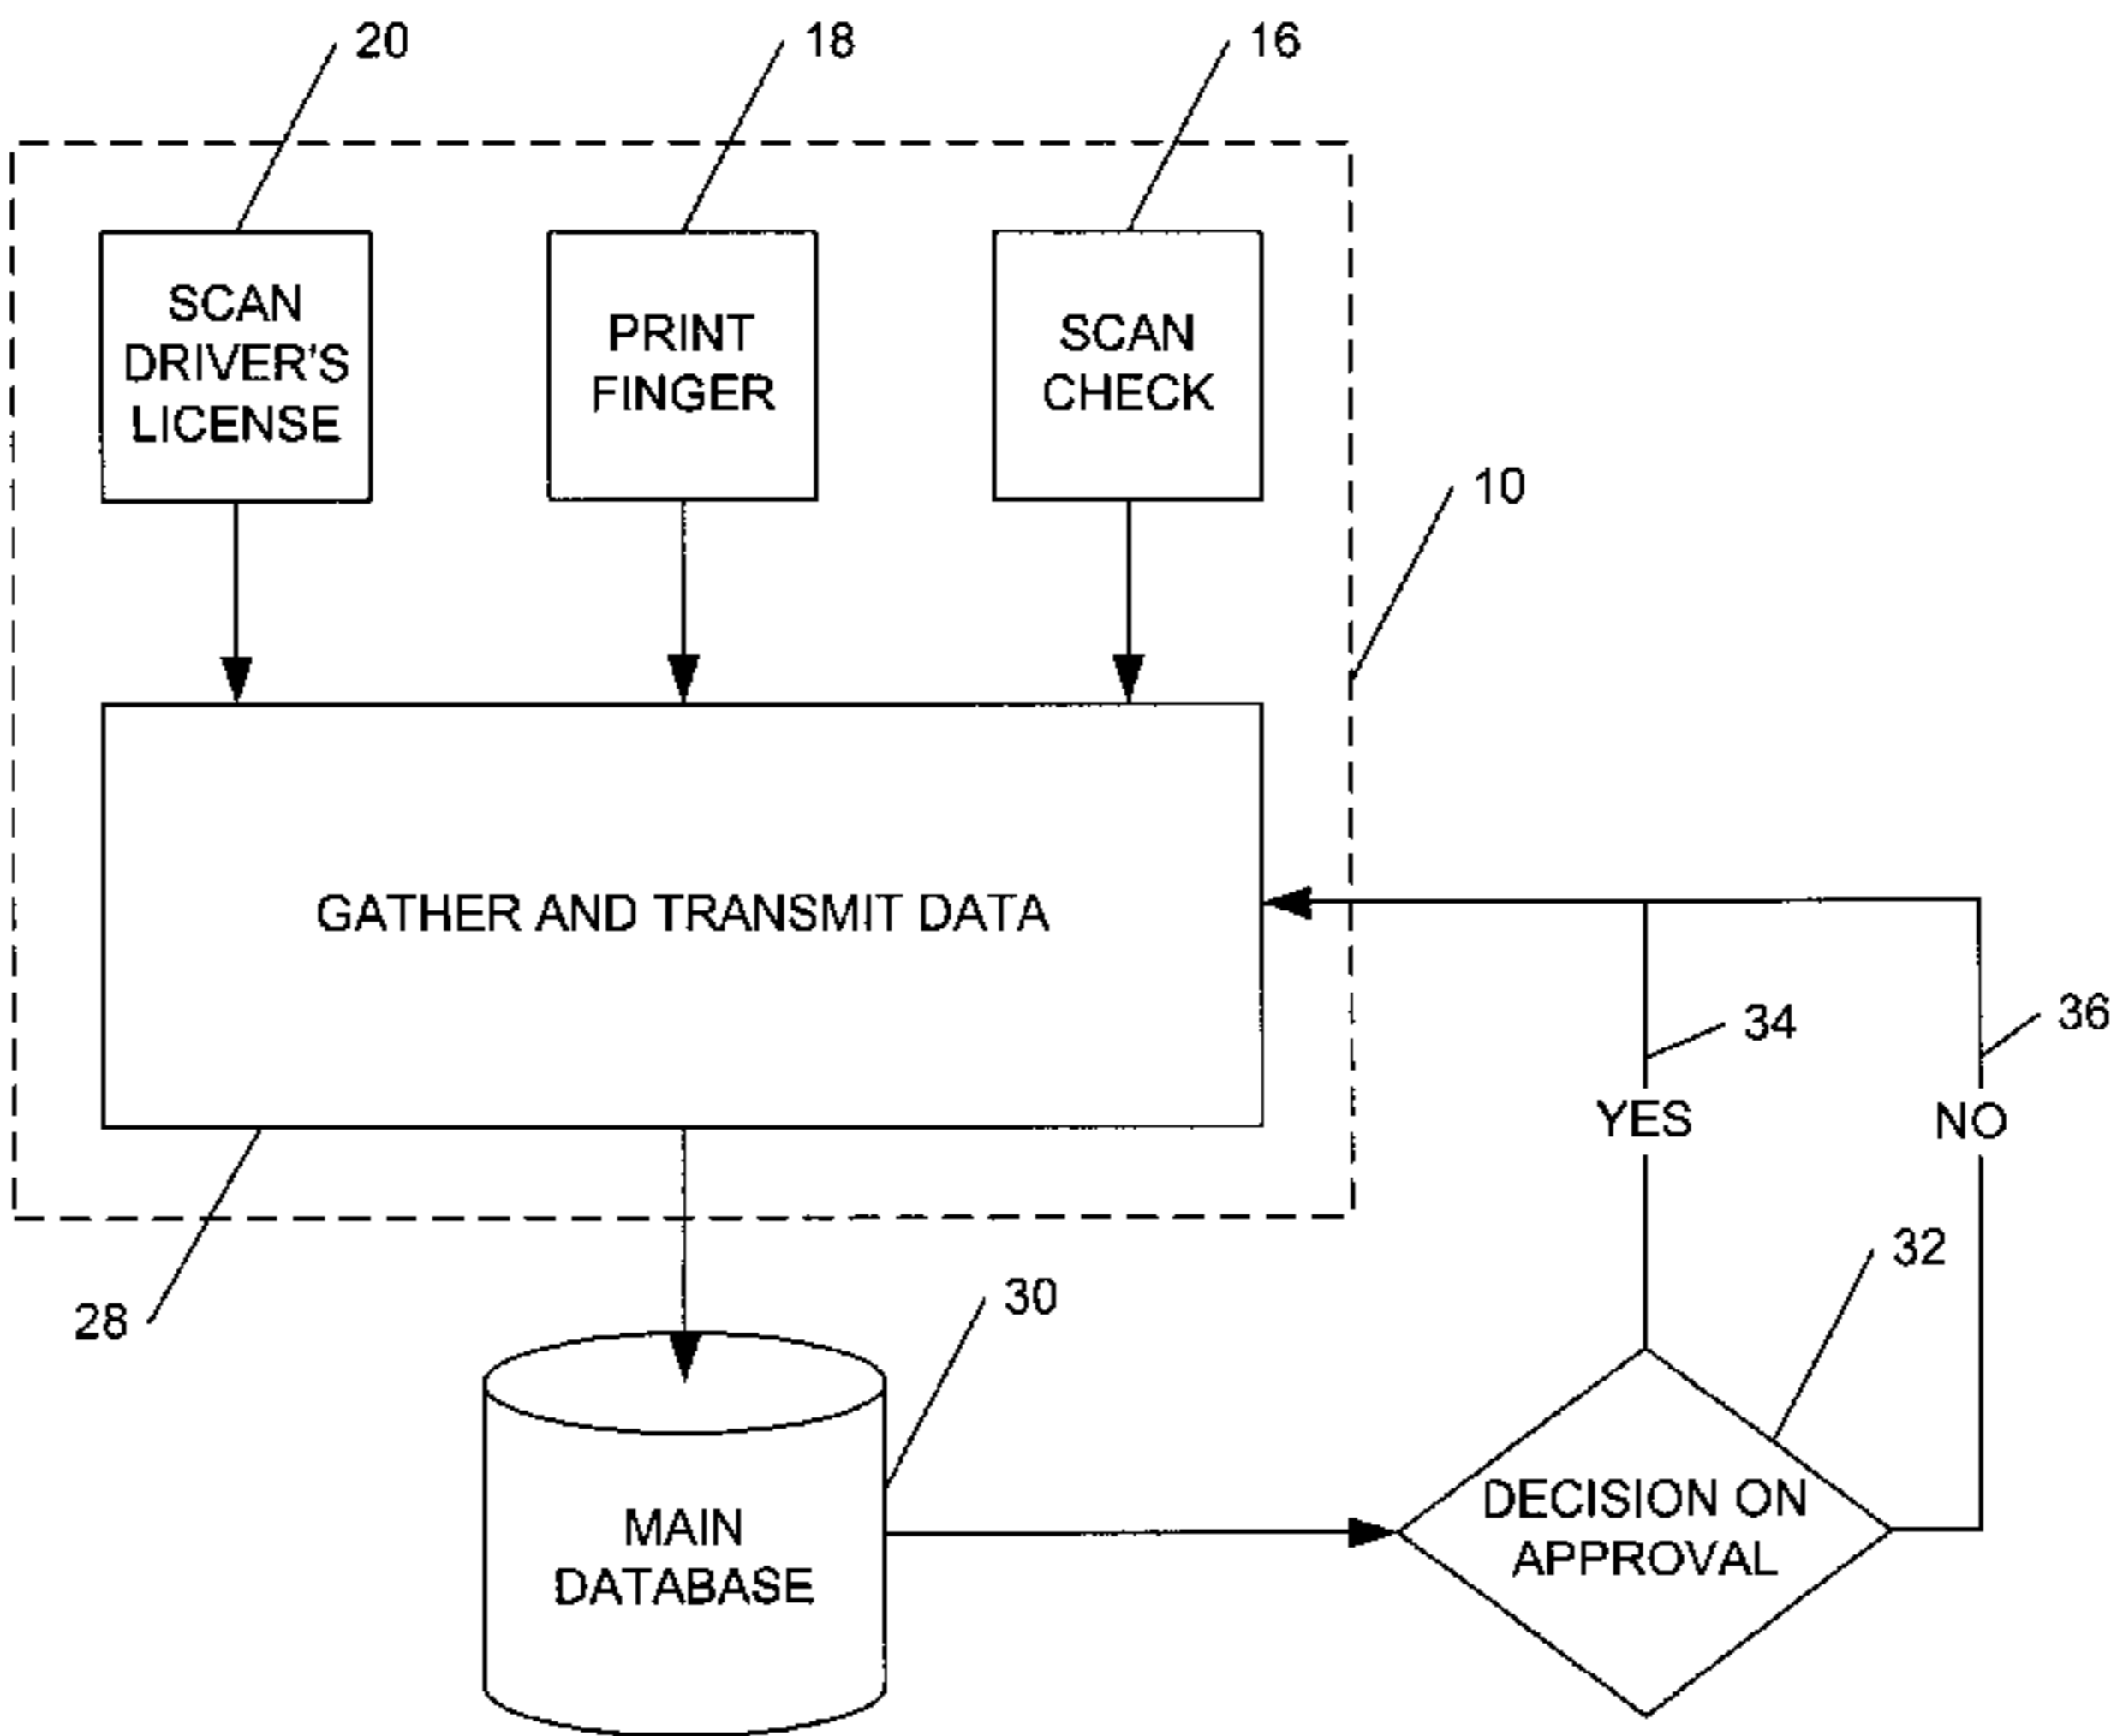 20
18
16
SCAN
DRIVER'S
LICENSE
PRINT
FINGER
SCAN
CHECK
10
GATHER AND TRANSMIT DATA
34
36
YES
NO
32
28
30
DECISION ON
APPROVAL
MAIN
DATABASE